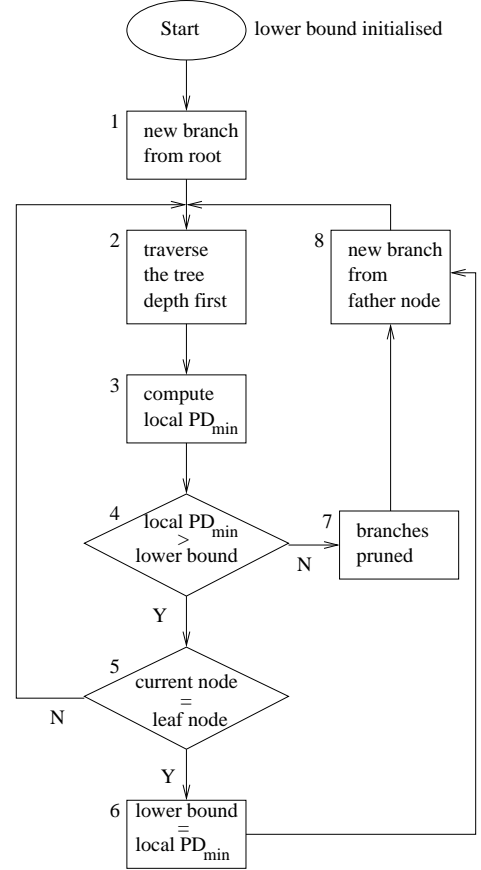 Start
lower bound initialised
1
new branch
from root
2
traverse
the tree
depth first
8
new branch
from
father node
3
compute
local PD_min
4
local PD_min
>
lower bound
N
7
branches
pruned
Y
5
current node
=
leaf node
N
Y
6
lower bound
=
local PD_min